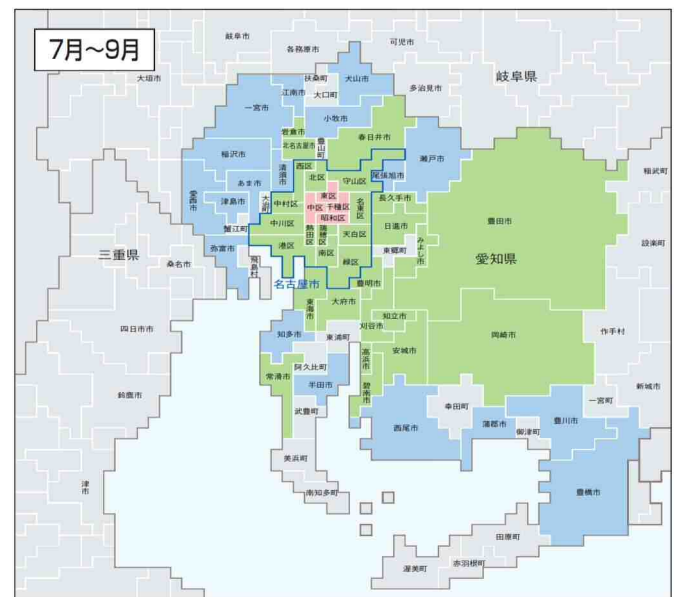 7月～9月
岐阜市
各務原市
可児市
岐阜県
大垣市
扶桑町
犬山市
多治見市
江南市
大口町
一宮市
小牧市
岩倉市
春日井市
北名古屋市
豊山町
瀬戸市
稲沢市
清須市
西区
北区
守山区
尾張旭市
稲武町
あま市
愛西市
津島市
大治町
中村区
東区
中区
千種区
名東区
長久手市
昭和区
豊田市
設楽町
蟹江町
中川区
熱田区
瑞穂区
天白区
日進市
みよし市
三重県
弥富市
桑名市
飛島村
港区
南区
緑区
東郷町
愛知県
名古屋市
豊明市
東海市
大府市
四日市市
知多市
東浦町
刈谷市
知立市
岡崎市
作手村
安城市
高浜市
阿久比町
常滑市
半田市
碧南市
鈴鹿市
新城市
武豊町
幸田町
一宮町
西尾市
蒲郡市
御津町
豊川市
美浜町
津市
南知多町
豊橋市
田原町
渥美町
赤羽根町